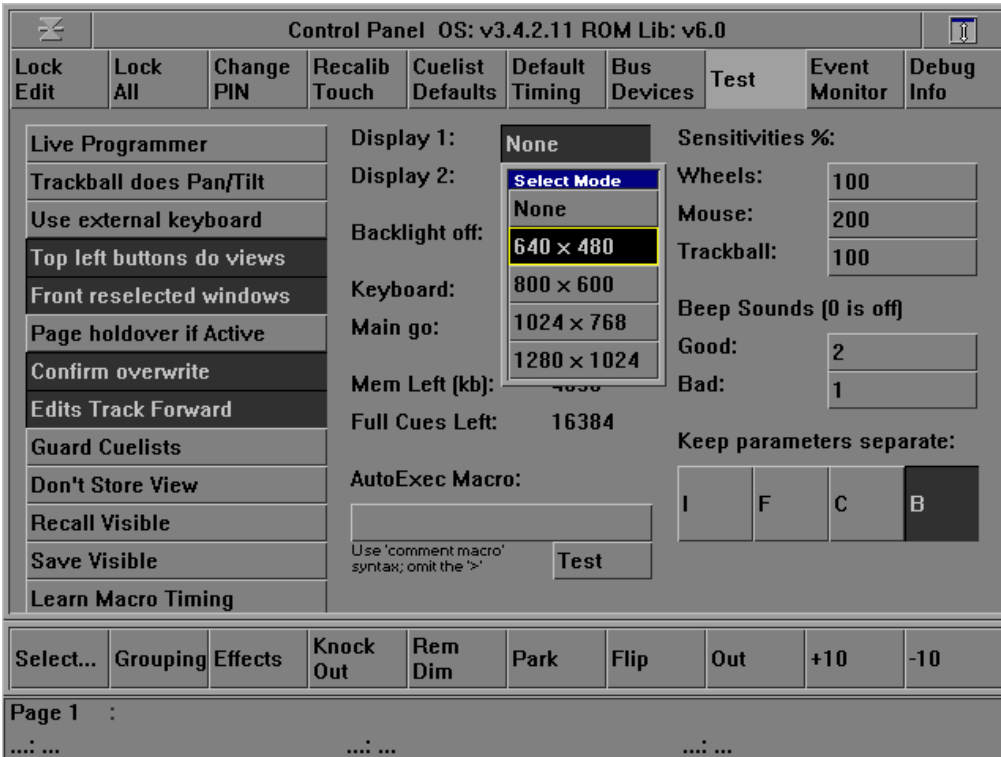 Control Panel OS: v3.4.2.11 ROM Lib: v6.0
Lock Edit
Lock All
Change PIN
Recalib Touch
Cuelist Defaults
Default Timing
Bus Devices
Test
Event Monitor
Debug Info
Live Programmer
Trackball does Pan/Tilt
Use external keyboard
Top left buttons do views
Front reselected windows
Page holdover if Active
Confirm overwrite
Edits Track Forward
Guard Cuelists
Don't Store View
Recall Visible
Save Visible
Learn Macro Timing
Display 1: None
Display 2:
Select Mode
None
640 × 480
800 × 600
1024 × 768
1280 × 1024
Backlight off:
Keyboard:
Main go:
Mem Left (kb):
Full Cues Left: 16384
AutoExec Macro:
Use 'comment macro'
syntax; omit the '>'
Test
Sensitivities %:
Wheels: 100
Mouse: 200
Trackball: 100
Beep Sounds (0 is off)
Good: 2
Bad: 1
Keep parameters separate:
I F C B
Select...
Grouping
Effects
Knock Out
Rem Dim
Park
Flip
Out
+10
-10
Page 1 :
...: ... ...: ... ...: ...